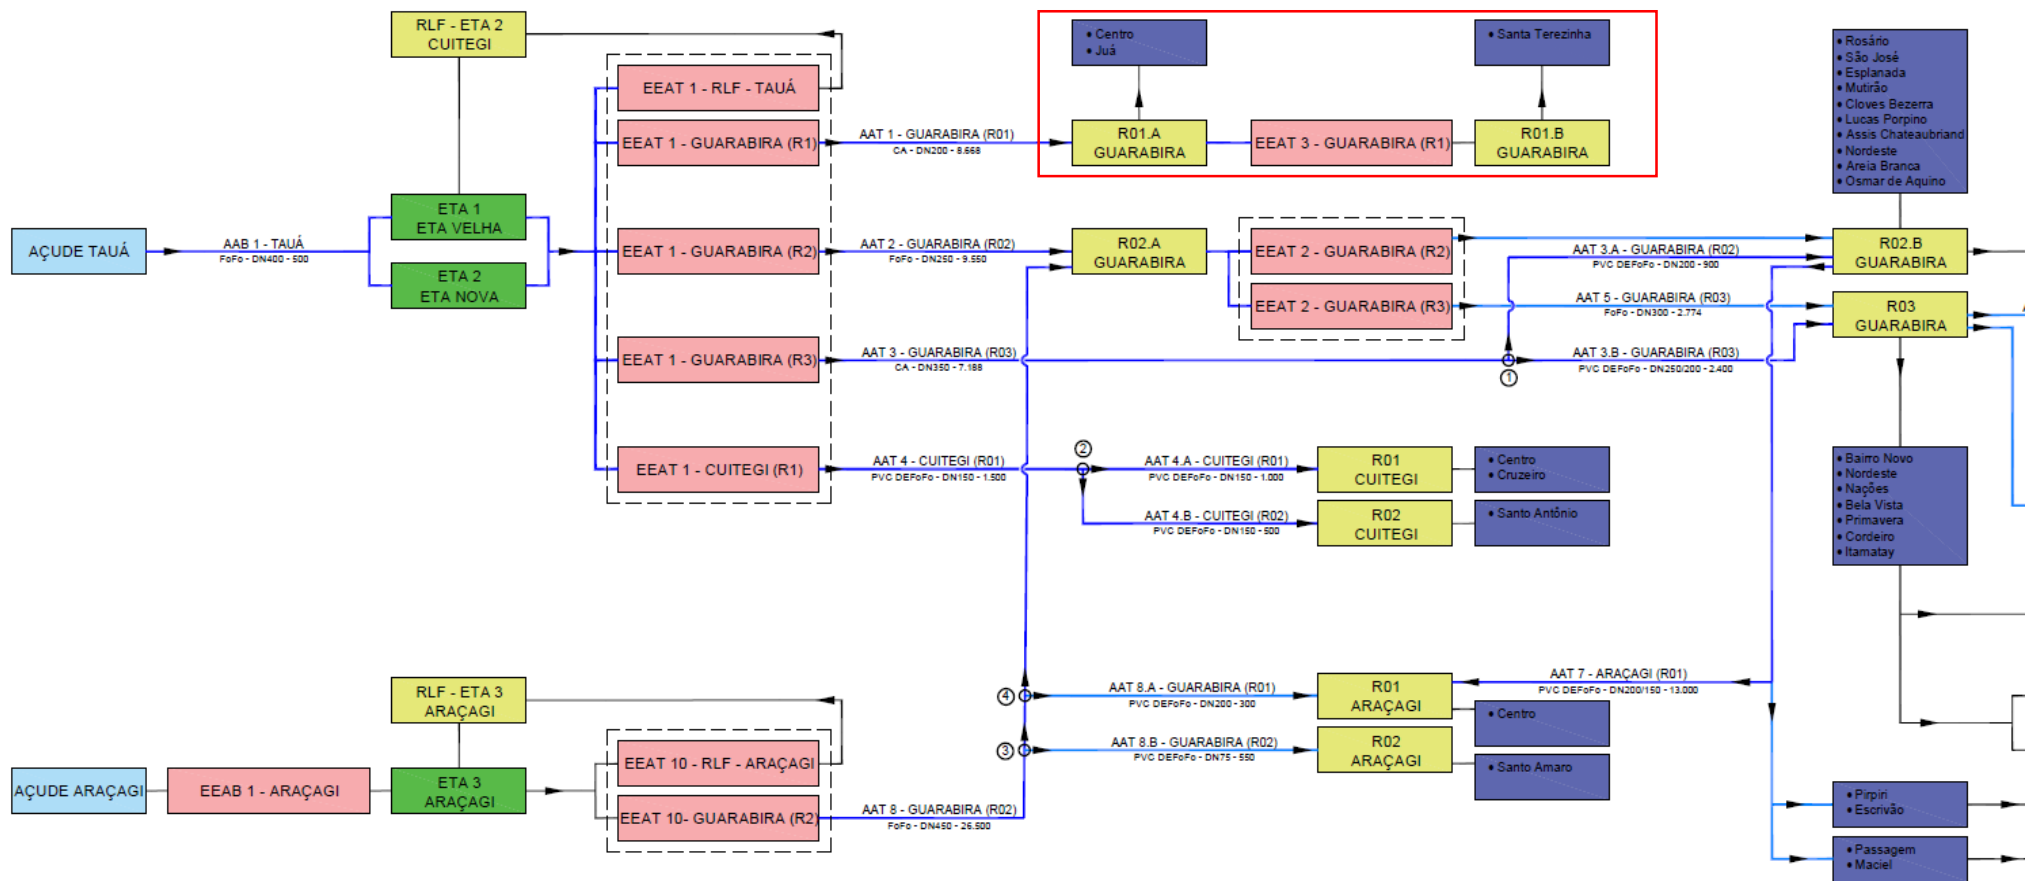 RLF - ETA 2
CUITEGI
EEAT 1 - RLF - TAUÁ
EEAT 1 - GUARABIRA (R1)
AAT 1 - GUARABIRA (R01)
CA - DN200 - 8.668
• Centro
• Juá
R01.A
GUARABIRA
EEAT 3 - GUARABIRA (R1)
• Santa Terezinha
R01.B
GUARABIRA
• Rosário
• São José
• Esplanada
• Mutirão
• Cloves Bezerra
• Lucas Porpino
• Assis Chateaubriand
• Nordeste
• Areia Branca
• Osmar de Aquino
AÇUDE TAUÁ
AAB 1 - TAUÁ
FoFo - DN400 - 500
ETA 1
ETA VELHA
ETA 2
ETA NOVA
EEAT 1 - GUARABIRA (R2)
AAT 2 - GUARABIRA (R02)
FoFo - DN250 - 9.550
R02.A
GUARABIRA
EEAT 2 - GUARABIRA (R2)
EEAT 2 - GUARABIRA (R3)
AAT 3.A - GUARABIRA (R02)
PVC DEFoFo - DN200 - 900
R02.B
GUARABIRA
AAT 5 - GUARABIRA (R03)
FoFo - DN300 - 2.774
R03
GUARABIRA
EEAT 1 - GUARABIRA (R3)
AAT 3 - GUARABIRA (R03)
CA - DN350 - 7.188
1
AAT 3.B - GUARABIRA (R03)
PVC DEFoFo - DN250/200 - 2.400
EEAT 1 - CUITEGI (R1)
AAT 4 - CUITEGI (R01)
PVC DEFoFo - DN150 - 1.500
2
AAT 4.A - CUITEGI (R01)
PVC DEFoFo - DN150 - 1.000
R01
CUITEGI
• Centro
• Cruzeiro
AAT 4.B - CUITEGI (R02)
PVC DEFoFo - DN150 - 500
R02
CUITEGI
• Santo Antônio
• Bairro Novo
• Nordeste
• Nações
• Bela Vista
• Primavera
• Cordeiro
• Itamatay
RLF - ETA 3
ARAÇAGI
4
AAT 8.A - GUARABIRA (R01)
PVC DEFoFo - DN200 - 300
R01
ARAÇAGI
AAT 7 - ARAÇAGI (R01)
PVC DEFoFo - DN200/150 - 13.000
• Centro
3
AAT 8.B - GUARABIRA (R02)
PVC DEFoFo - DN75 - 550
R02
ARAÇAGI
• Santo Amaro
AÇUDE ARAÇAGI
EEAB 1 - ARAÇAGI
ETA 3
ARAÇAGI
EEAT 10 - RLF - ARAÇAGI
EEAT 10- GUARABIRA (R2)
AAT 8 - GUARABIRA (R02)
FoFo - DN450 - 26.500
• Pirpiri
• Escrivão
• Passagem
• Maciel